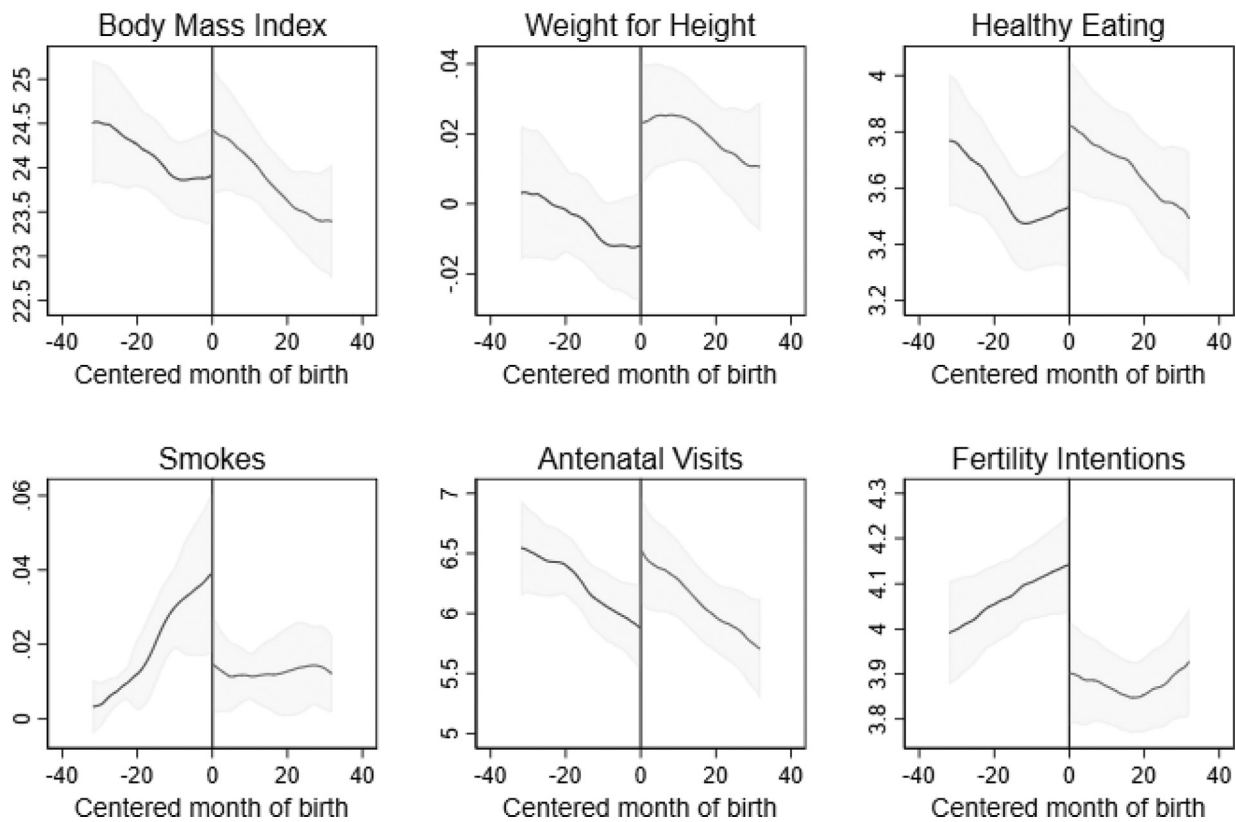 Body Mass Index
Weight for Height
Healthy Eating
25
24.5
24
23.5
23
22.5
.04
.02
0
-.02
4
3.8
3.6
3.4
3.2
-40 -20 0 20 40
-40 -20 0 20 40
-40 -20 0 20 40
Centered month of birth
Centered month of birth
Centered month of birth
Smokes
Antenatal Visits
Fertility Intentions
.06
.04
.02
0
7
6.5
6
5.5
5
4.3
4.2
4.1
4
3.9
3.8
-40 -20 0 20 40
-40 -20 0 20 40
-40 -20 0 20 40
Centered month of birth
Centered month of birth
Centered month of birth